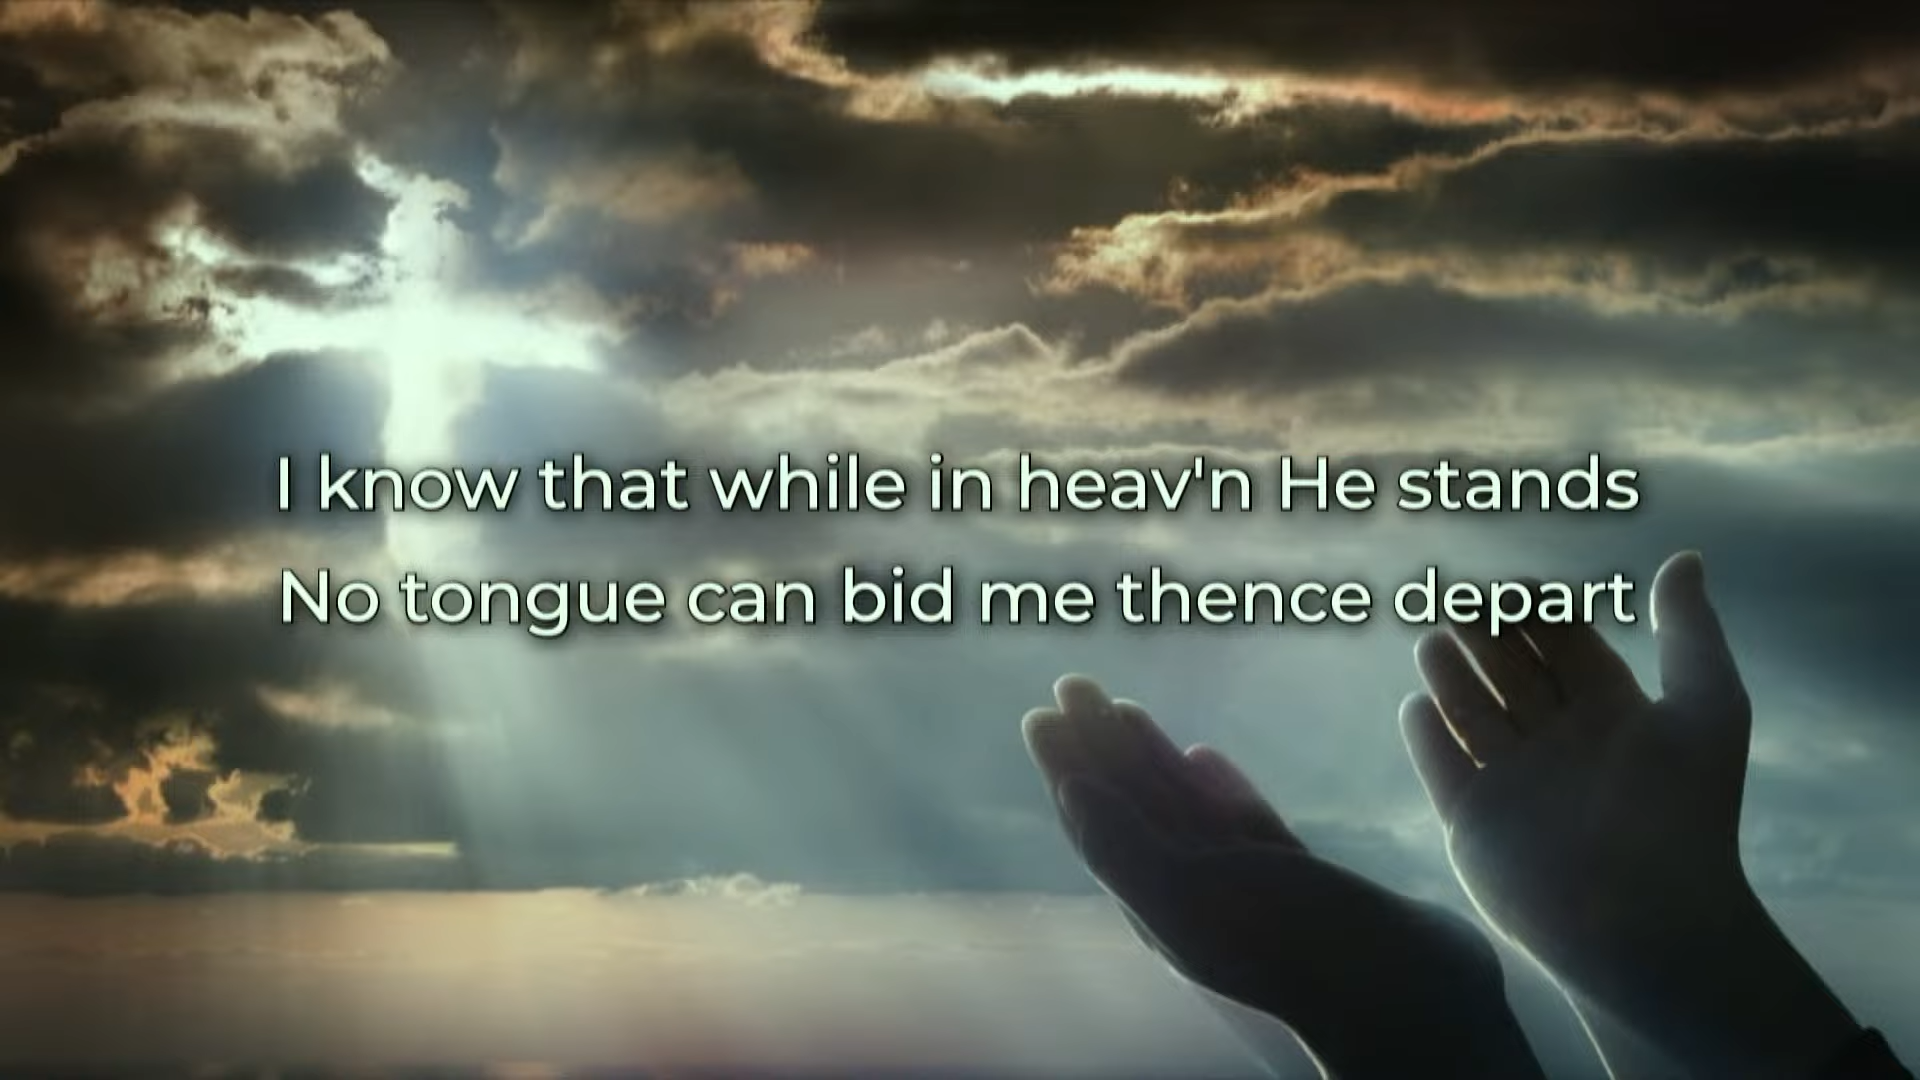 I know that while in heav'n He stands
No tongue can bid me thence depart